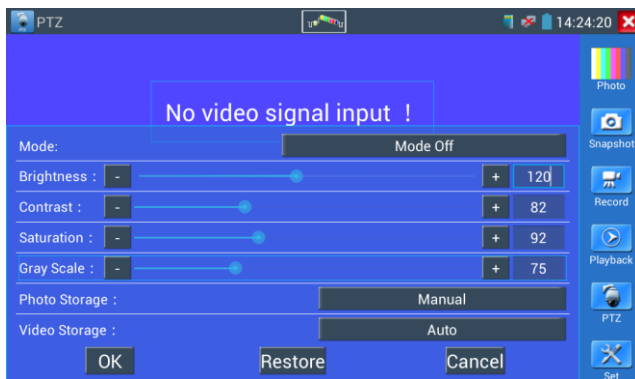 PTZ
14:24:20
No video signal input !
Photo
Snapshot
Mode: Mode Off
Brightness : - + 120
Record
Contrast : - + 82
Saturation : - + 92
Playback
Gray Scale : - + 75
Photo Storage : Manual
PTZ
Video Storage : Auto
OK Restore Cancel
Set